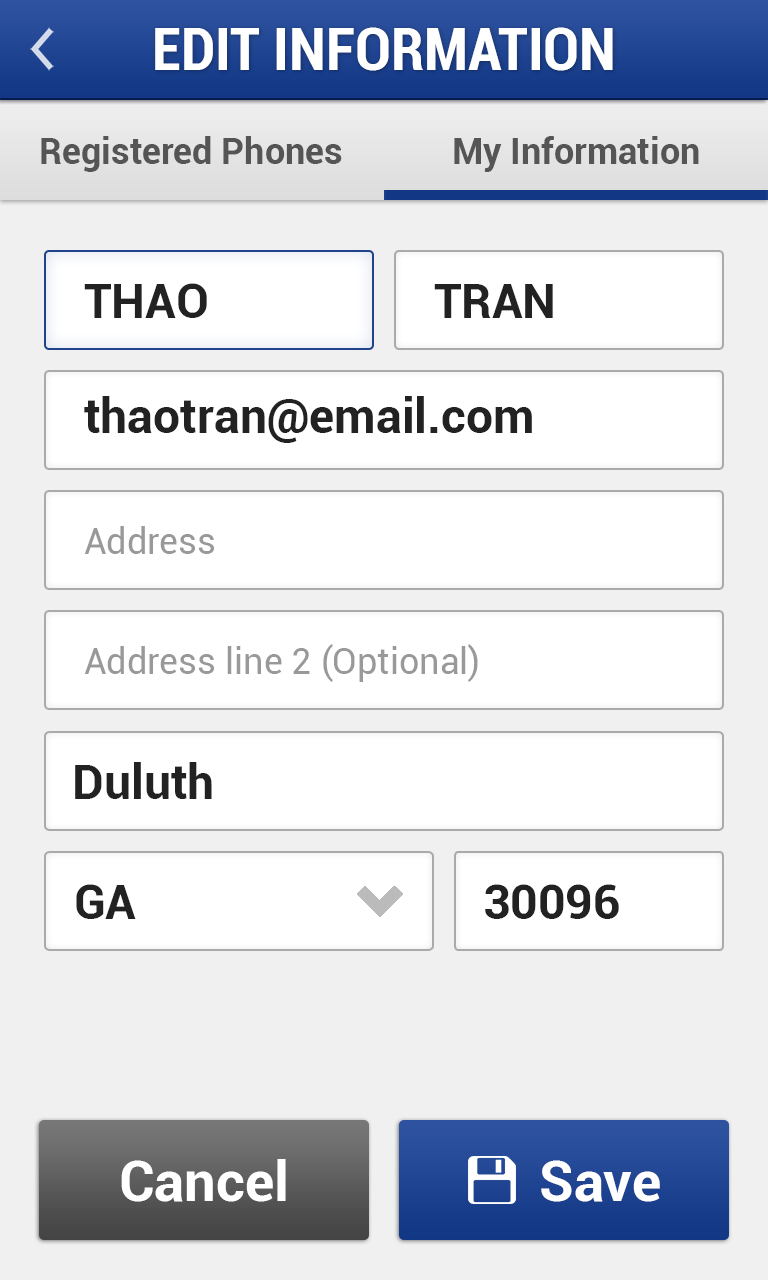 EDIT INFORMATION
Registered Phones My Information
THAO TRAN
thaotran@email.com
Address
Address line 2 (Optional)
Duluth
GA 30096
Cancel Save